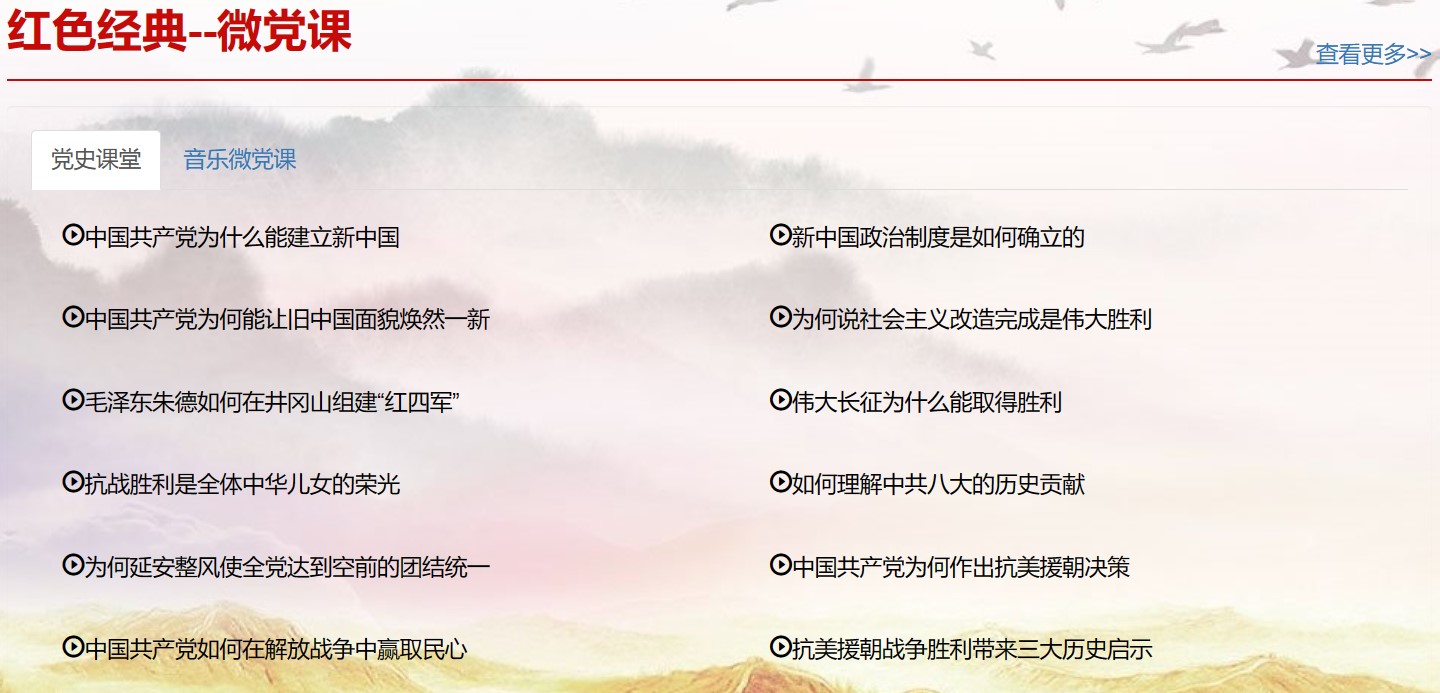 红色经典--微党课
查看更多>>
党史课堂
音乐微党课
中国共产党为什么能建立新中国
新中国政治制度是如何确立的
中国共产党为何能让旧中国面貌焕然一新
为何说社会主义改造完成是伟大胜利
毛泽东朱德如何在井冈山组建“红四军”
伟大长征为什么能取得胜利
抗战胜利是全体中华儿女的荣光
如何理解中共八大的历史贡献
为何延安整风使全党达到空前的团结统一
中国共产党为何作出抗美援朝决策
中国共产党如何在解放战争中赢取民心
抗美援朝战争胜利带来三大历史启示